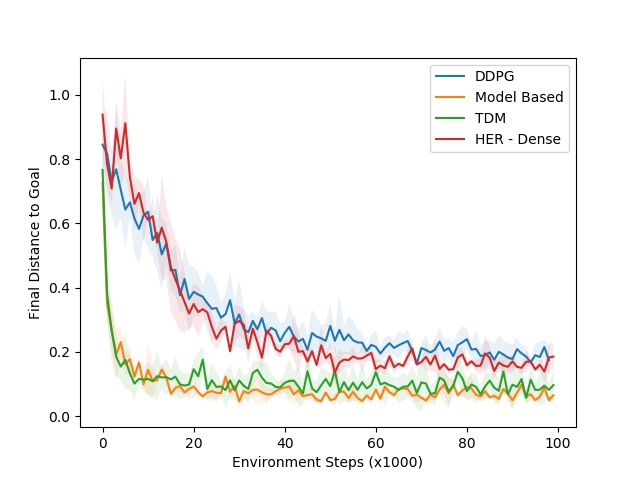 DDPG
Model Based
TDM
HER - Dense
1.0
0.8
0.6
0.4
0.2
0.0
Final Distance to Goal
0 20 40 60 80 100
Environment Steps (x1000)